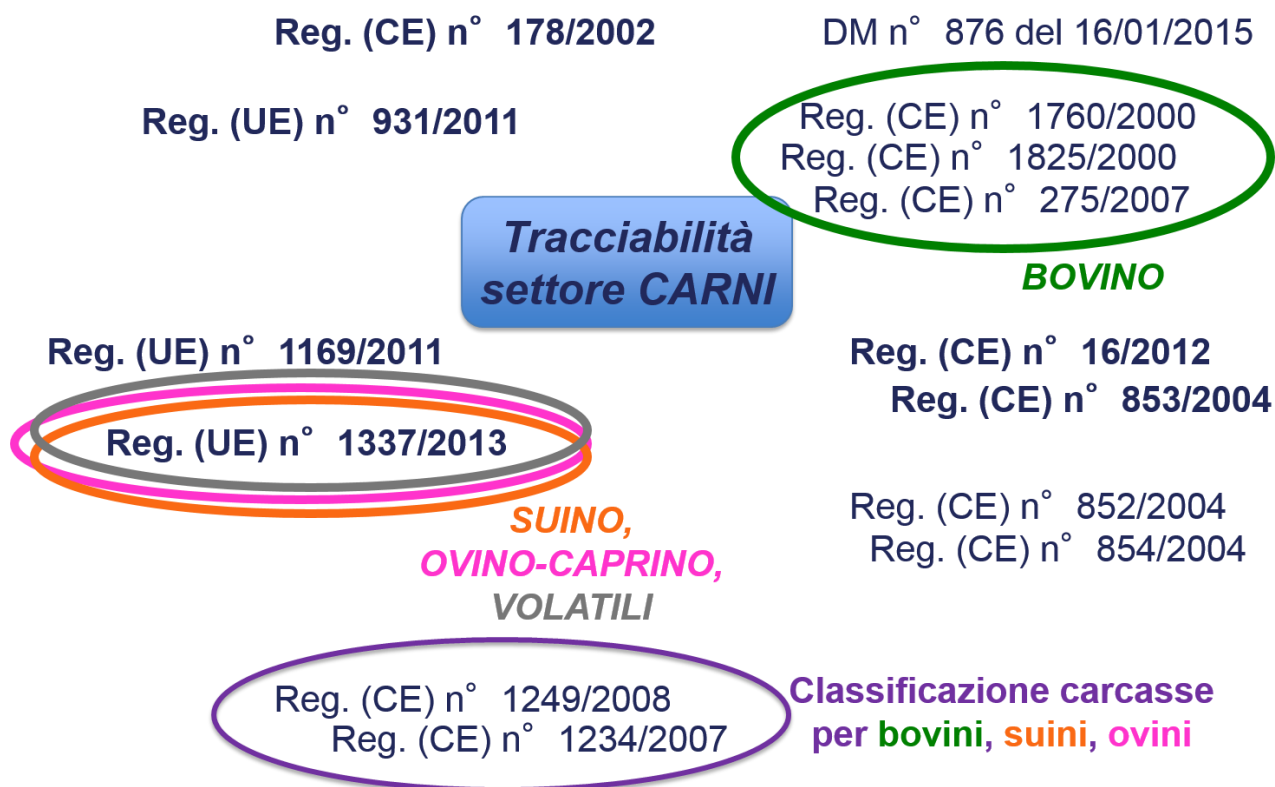 Reg. (CE) n° 178/2002
DM n° 876 del 16/01/2015
Reg. (UE) n° 931/2011
Reg. (CE) n° 1760/2000
Reg. (CE) n° 1825/2000
Reg. (CE) n° 275/2007
BOVINO
Tracciabilità
settore CARNI
Reg. (UE) n° 1169/2011
Reg. (UE) n° 1337/2013
SUINO,
OVINO-CAPRINO,
VOLATILI
Reg. (CE) n° 16/2012
Reg. (CE) n° 853/2004
Reg. (CE) n° 852/2004
Reg. (CE) n° 854/2004
Reg. (CE) n° 1249/2008
Reg. (CE) n° 1234/2007
Classificazione carcasse
per bovini, suini, ovini